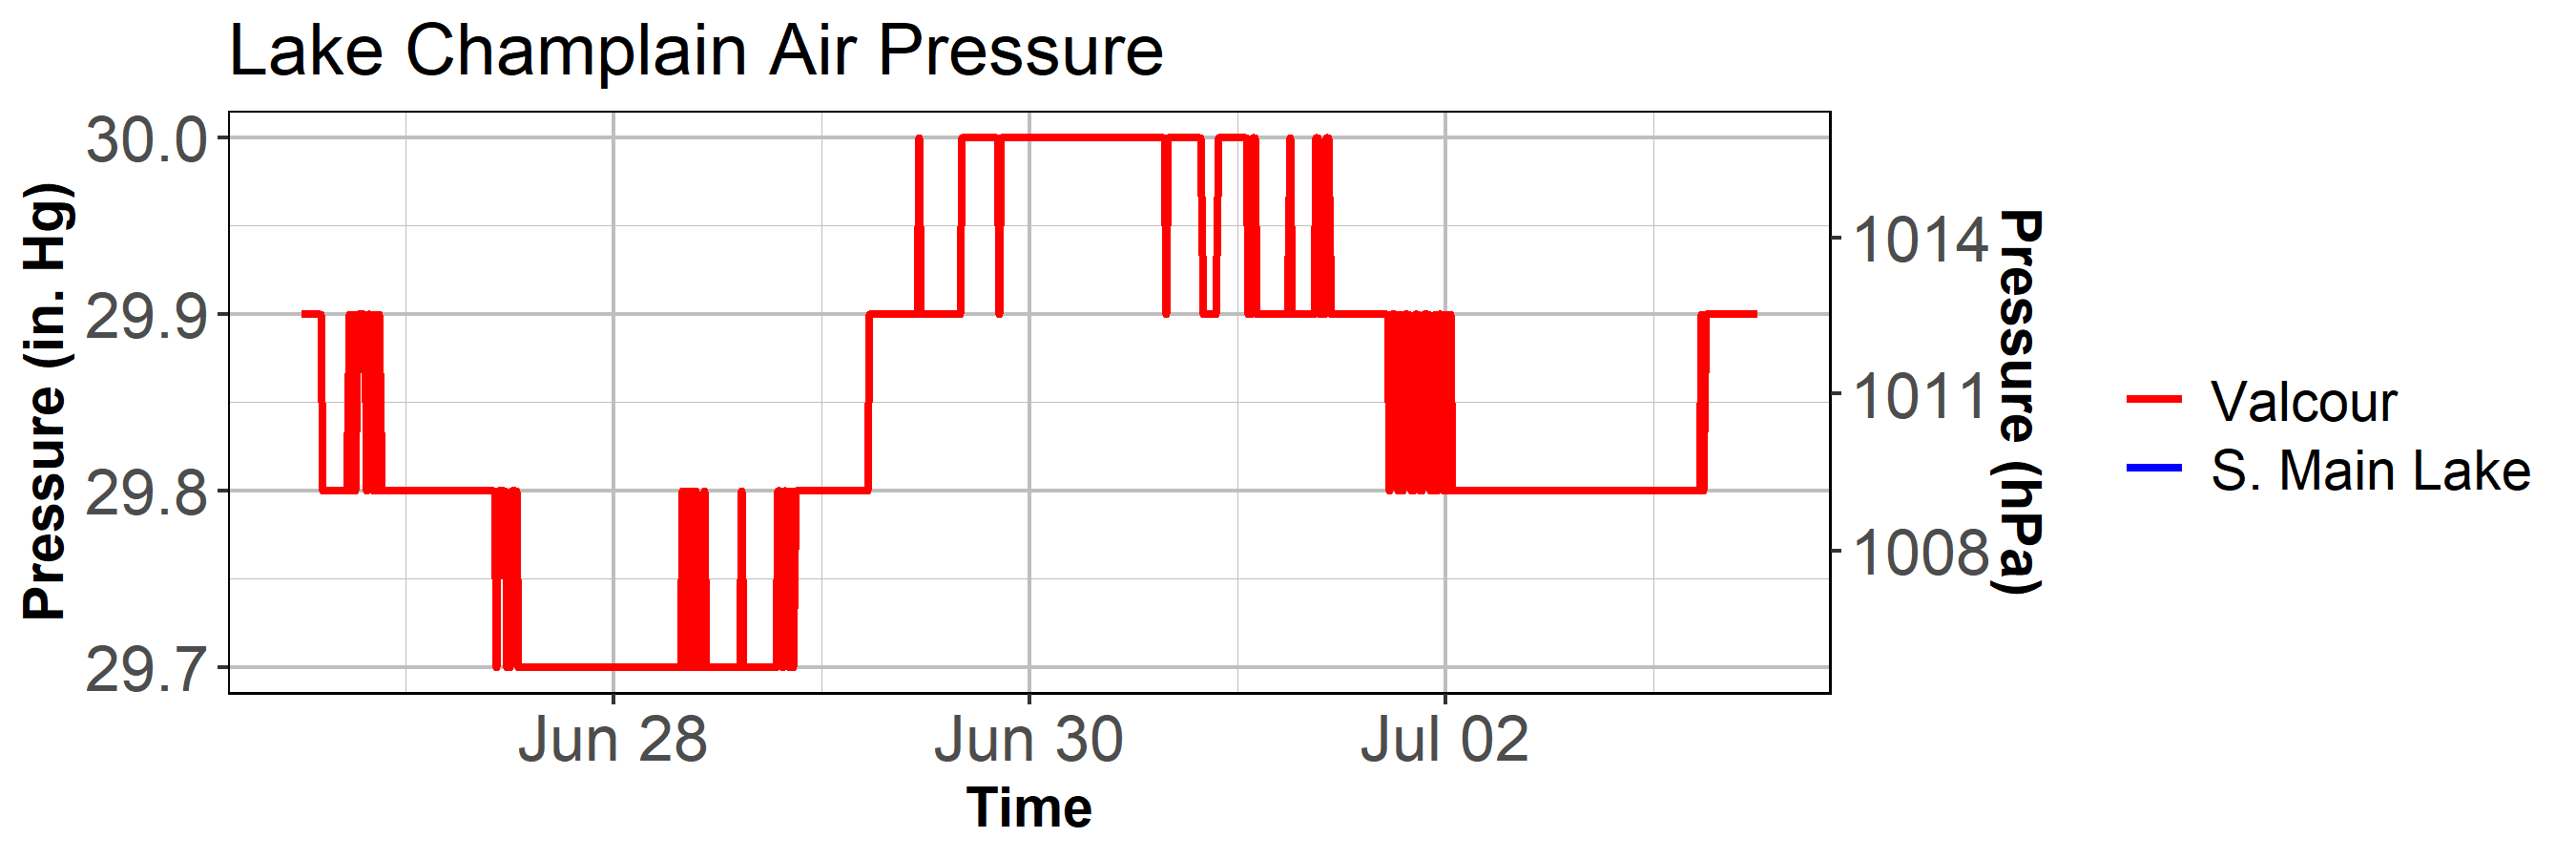 Lake Champlain Air Pressure
Pressure (in. Hg)
30.0
29.9
29.8
29.7
Jun 28
Jun 30
Jul 02
Time
1014
1011
1008
Pressure (hPa)
Valcour
S. Main Lake